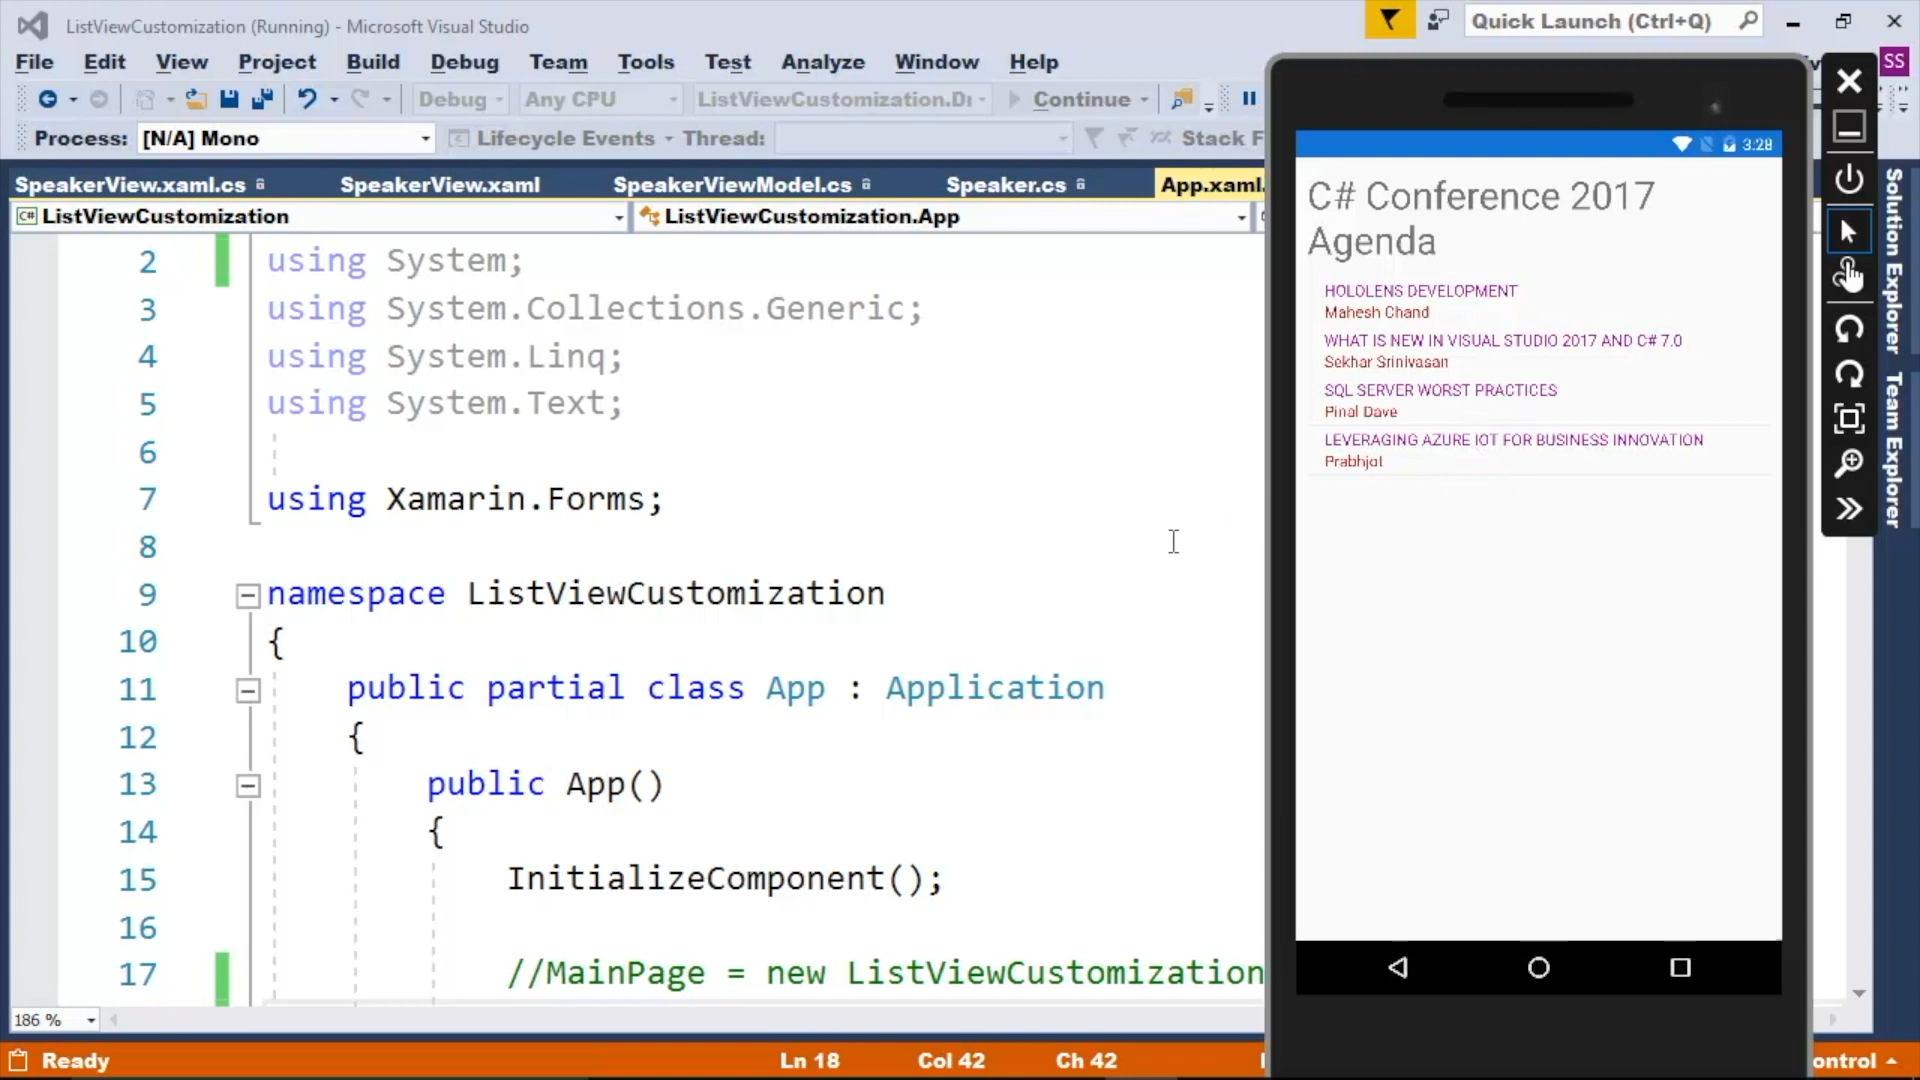 ListViewCustomization (Running) - Microsoft Visual Studio
Quick Launch (Ctrl+Q)
File Edit View Project Build Debug Team Tools Test Analyze Window Help
SS
Debug Any CPU ListViewCustomization.Dr Continue
Process: [N/A] Mono Lifecycle Events Thread: Stack F
SpeakerView.xaml.cs SpeakerView.xaml SpeakerViewModel.cs Speaker.cs App.xaml.
C# ListViewCustomization ListViewCustomization.App
2 using System;
3 using System.Collections.Generic;
4 using System.Linq;
5 using System.Text;
6
7 using Xamarin.Forms;
8
9 namespace ListViewCustomization
10 {
11 public partial class App : Application
12 {
13 public App()
14 {
15 InitializeComponent();
16
17 //MainPage = new ListViewCustomization
186 %
Ready Ln 18 Col 42 Ch 42
ontrol
3:28
C# Conference 2017
Agenda
HOLOLENS DEVELOPMENT
Mahesh Chand
WHAT IS NEW IN VISUAL STUDIO 2017 AND C# 7.0
Sekhar Srinivasan
SQL SERVER WORST PRACTICES
Pinal Dave
LEVERAGING AZURE IOT FOR BUSINESS INNOVATION
Prabhjot
Solution Explorer
Team Explorer